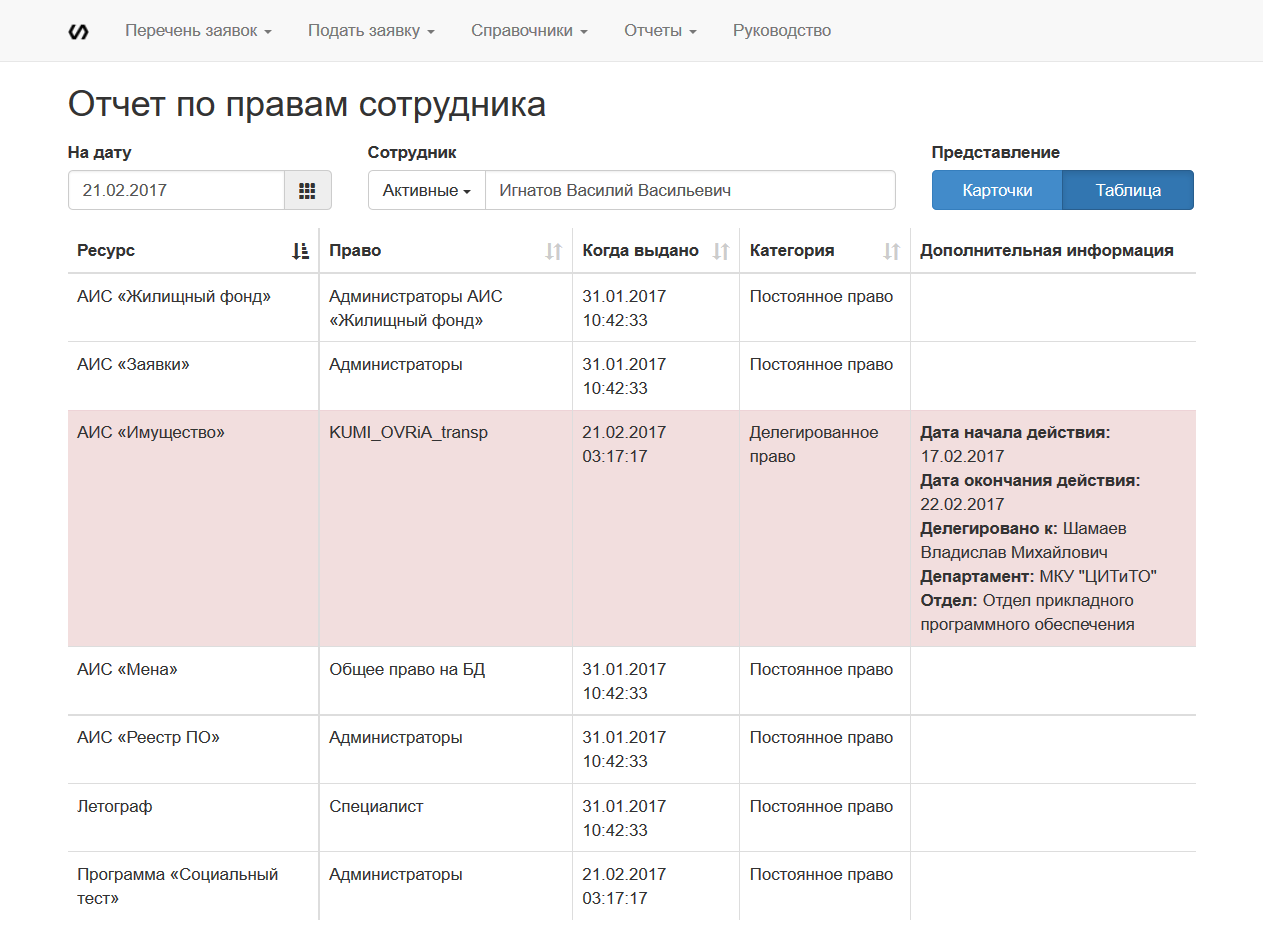 Перечень заявок Подать заявку Справочники Отчеты Руководство
Отчет по правам сотрудника
На дату Сотрудник Представление
21.02.2017 Активные Игнатов Василий Васильевич Карточки Таблица
Ресурс Право Когда выдано Категория Дополнительная информация
АИС «Жилищный фонд» Администраторы АИС 31.01.2017 Постоянное право
«Жилищный фонд» 10:42:33
АИС «Заявки» Администраторы 31.01.2017 Постоянное право
10:42:33
АИС «Имущество» KUMI_OVRiA_transp 21.02.2017 Делегированное Дата начала действия:
03:17:17 право 17.02.2017
Дата окончания действия:
22.02.2017
Делегировано к: Шамаев
Владислав Михайлович
Департамент: МКУ "ЦИТиТО"
Отдел: Отдел прикладного
программного обеспечения
АИС «Мена» Общее право на БД 31.01.2017 Постоянное право
10:42:33
АИС «Реестр ПО» Администраторы 31.01.2017 Постоянное право
10:42:33
Летограф Специалист 31.01.2017 Постоянное право
10:42:33
Программа «Социальный Администраторы 21.02.2017 Постоянное право
тест» 03:17:17